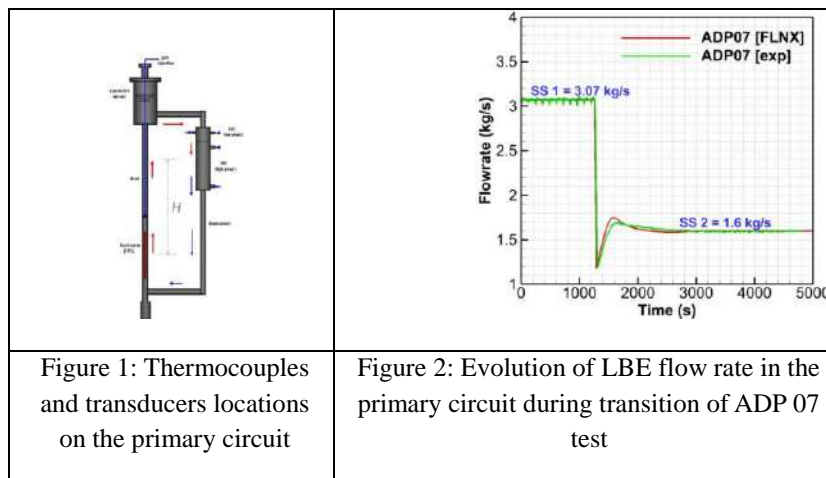 H
ADP07 [FLNX]
ADP07 [exp]
SS 1 = 3.07 kg/s
SS 2 = 1.6 kg/s
Flowrate (kg/s)
4
3.5
3
2.5
2
1.5
1
0
1000
2000
3000
4000
5000
Time (s)
Figure 1: Thermocouples
and transducers locations
on the primary circuit
Figure 2: Evolution of LBE flow rate in the
primary circuit during transition of ADP 07
test